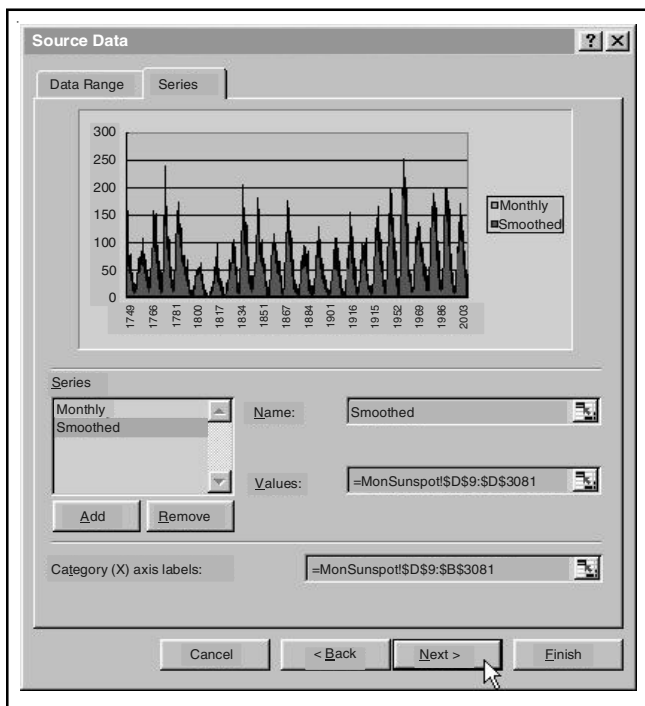 Source Data
Data Range Series
300
250
200
150
100
50
0
1749 1766 1781 1800 1817 1834 1851 1867 1884 1901 1916 1915 1952 1969 1986 2003
Monthly
Smoothed
Series
Monthly
Smoothed
Name: Smoothed
Values: =MonSunspot!$D$9:$D$3081
Add Remove
Category (X) axis labels: =MonSunspot!$D$9:$B$3081
Cancel < Back Next > Finish